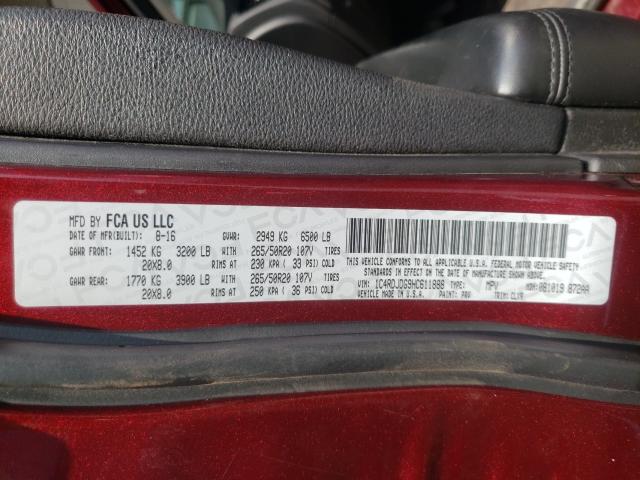 MFD BY FCA US LLC
DATE OF MFR(BUILT): 8-16 GVWR: 2949 KG 6500 LB
GAWR FRONT: 1452 KG 3200 LB WITH 265/50R20 107V TIRES
20X8.0 RIMS AT 230 KPA ( 33 PSI) COLD
GAWR REAR: 1770 KG 3900 LB WITH 265/50R20 107V TIRES
20X8.0 RIMS AT 250 KPA ( 36 PSI) COLD
THIS VEHICLE CONFORMS TO ALL APPLICABLE U.S.A. FEDERAL MOTOR VEHICLE SAFETY
STANDARDS IN EFFECT ON THE DATE OF MANUFACTURE SHOWN ABOVE.
VIN: 1C4RDJDG9HC611888 TYPE: MPV MDH: 081019 872AA
VEHICLE MADE IN U.S.A. PAINT: PRV TRIM: